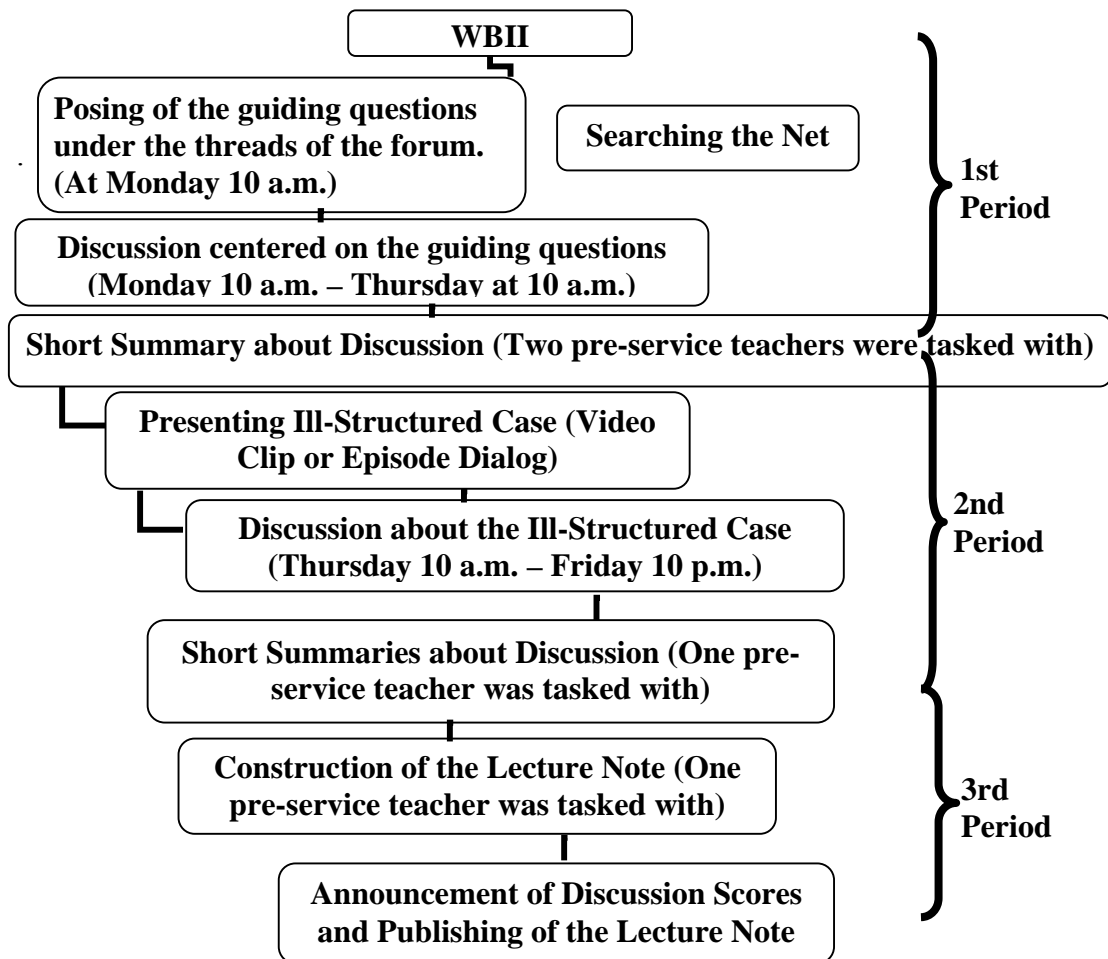 WBII
Posing of the guiding questions
under the threads of the forum.
(At Monday 10 a.m.)
Searching the Net
1st
Period
Discussion centered on the guiding questions
(Monday 10 a.m. – Thursday at 10 a.m.)
Short Summary about Discussion (Two pre-service teachers were tasked with)
Presenting Ill-Structured Case (Video
Clip or Episode Dialog)
2nd
Period
Discussion about the Ill-Structured Case
(Thursday 10 a.m. – Friday 10 p.m.)
Short Summaries about Discussion (One pre-
service teacher was tasked with)
Construction of the Lecture Note (One
pre-service teacher was tasked with)
3rd
Period
Announcement of Discussion Scores
and Publishing of the Lecture Note